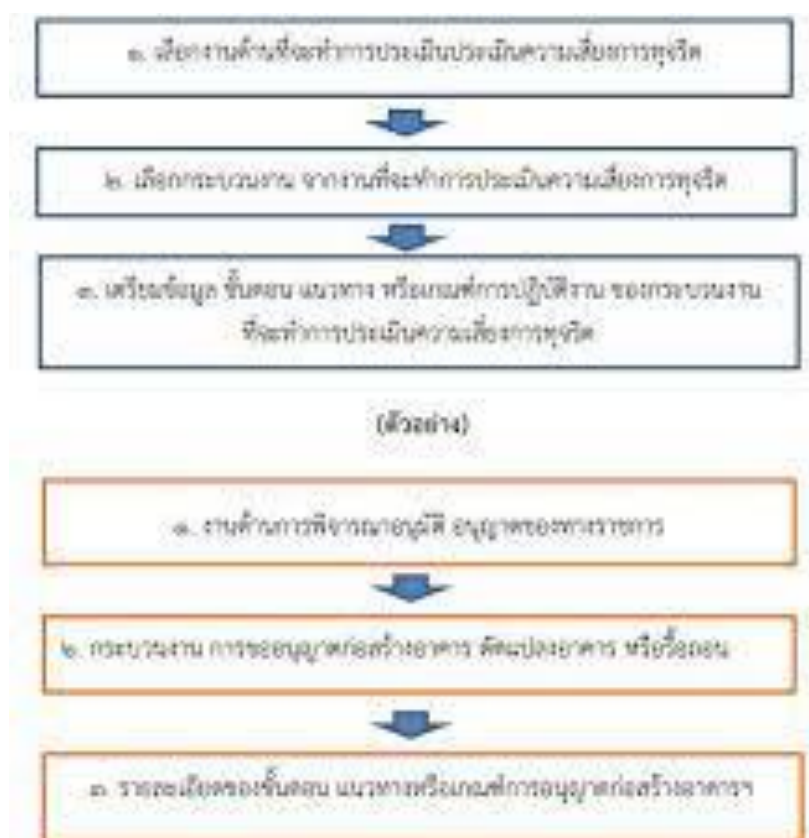 ๑. เลือกงานด้านที่จะทำการประเมินประเมินความเสี่ยงการทุจริต
๒. เลือกกระบวนงาน จากงานที่จะทำการประเมินความเสี่ยงการทุจริต
๓. เตรียมข้อมูล ขั้นตอน แนวทาง หรือเกณฑ์การปฏิบัติงาน ของกระบวนงาน
ที่จะทำการประเมินความเสี่ยงการทุจริต
(ตัวอย่าง)
๑. งานด้านการพิจารณาอนุมัติ อนุญาตของทางราชการ
๒. กระบวนงาน การขออนุญาตก่อสร้างอาคาร ดัดแปลงอาคาร หรือรื้อถอน
๓. รายละเอียดของขั้นตอน แนวทางหรือเกณฑ์การอนุญาตก่อสร้างอาคารฯ